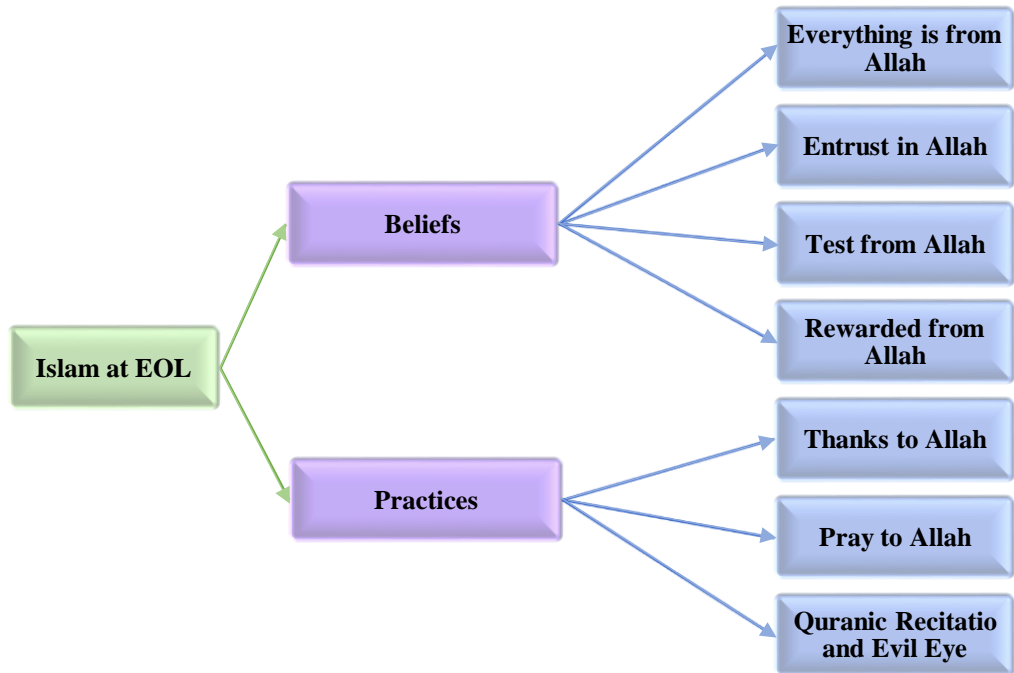 Everything is from
Allah
Entrust in Allah
Beliefs
Test from Allah
Islam at EOL
Rewarded from
Allah
Thanks to Allah
Practices
Pray to Allah
Quranic Recitatio
and Evil Eye